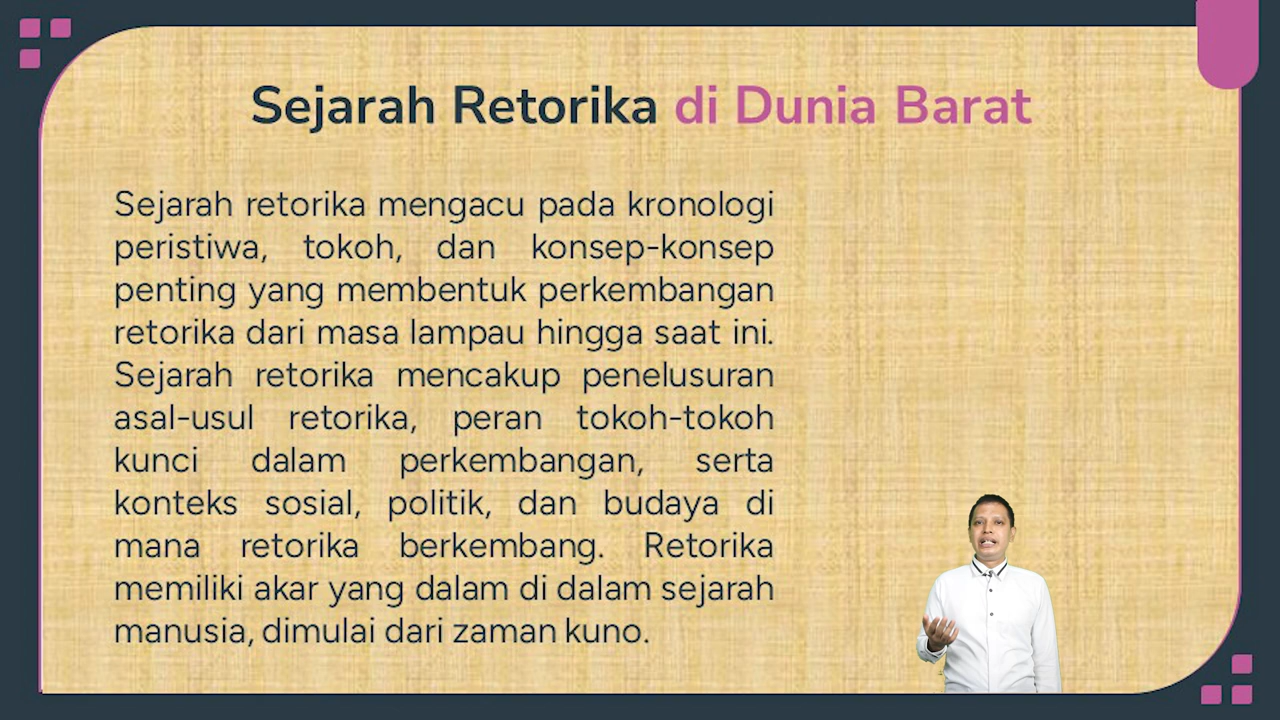 Sejarah Retorika di Dunia Barat
Sejarah retorika mengacu pada kronologi
peristiwa, tokoh, dan konsep-konsep
penting yang membentuk perkembangan
retorika dari masa lampau hingga saat ini.
Sejarah retorika mencakup penelusuran
asal-usul retorika, peran tokoh-tokoh
kunci dalam perkembangan, serta
konteks sosial, politik, dan budaya di
mana retorika berkembang. Retorika
memiliki akar yang dalam di dalam sejarah
manusia, dimulai dari zaman kuno.